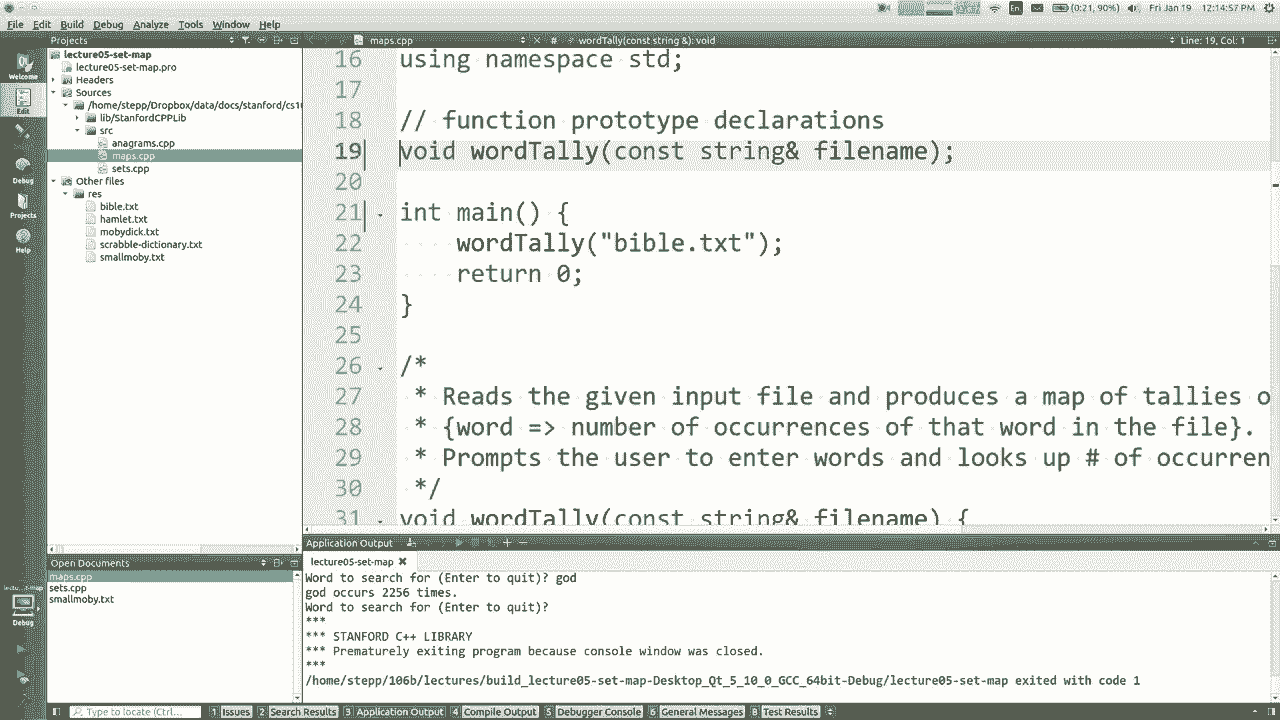 (0:21, 90%) Fri Jan 19 12:14:57 PM
File Edit Build Debug Analyze Tools Window Help
Projects
maps.cpp
# wordTally(const string &): void
Line: 19, Col: 1
Welcome
Edit
Debug
Projects
Help
lecture05-set-map
lecture05-set-map.pro
Headers
Sources
/home/stepp/Dropbox/data/docs/stanford/cs10
lib/StanfordCPPLib
src
anagrams.cpp
maps.cpp
sets.cpp
Other files
res
bible.txt
hamlet.txt
mobydick.txt
scrabble-dictionary.txt
smallmoby.txt
16 using namespace std;
17
18 // function prototype declarations
19 void wordTally(const string& filename);
20
21 int main() {
22 wordTally("bible.txt");
23 return 0;
24 }
25
26 /*
27 * Reads the given input file and produces a map of tallies o
28 * {word => number of occurrences of that word in the file}.
29 * Prompts the user to enter words and looks up # of occurren
30 */
31 void wordTally(const string& filename) {
Open Documents
maps.cpp
sets.cpp
smallmoby.txt
Debug
Application Output
lecture05-set-map
Word to search for (Enter to quit)? god
god occurs 2256 times.
Word to search for (Enter to quit)?
***
*** STANFORD C++ LIBRARY
*** Prematurely exiting program because console window was closed.
***
/home/stepp/106b/lectures/build_lecture05-set-map-Desktop_Qt_5_10_0_GCC_64bit-Debug/lecture05-set-map exited with code 1
Type to locate (Ctrl...
1 Issues 2 Search Results 3 Application Output 4 Compile Output 5 Debugger Console 6 General Messages 8 Test Results